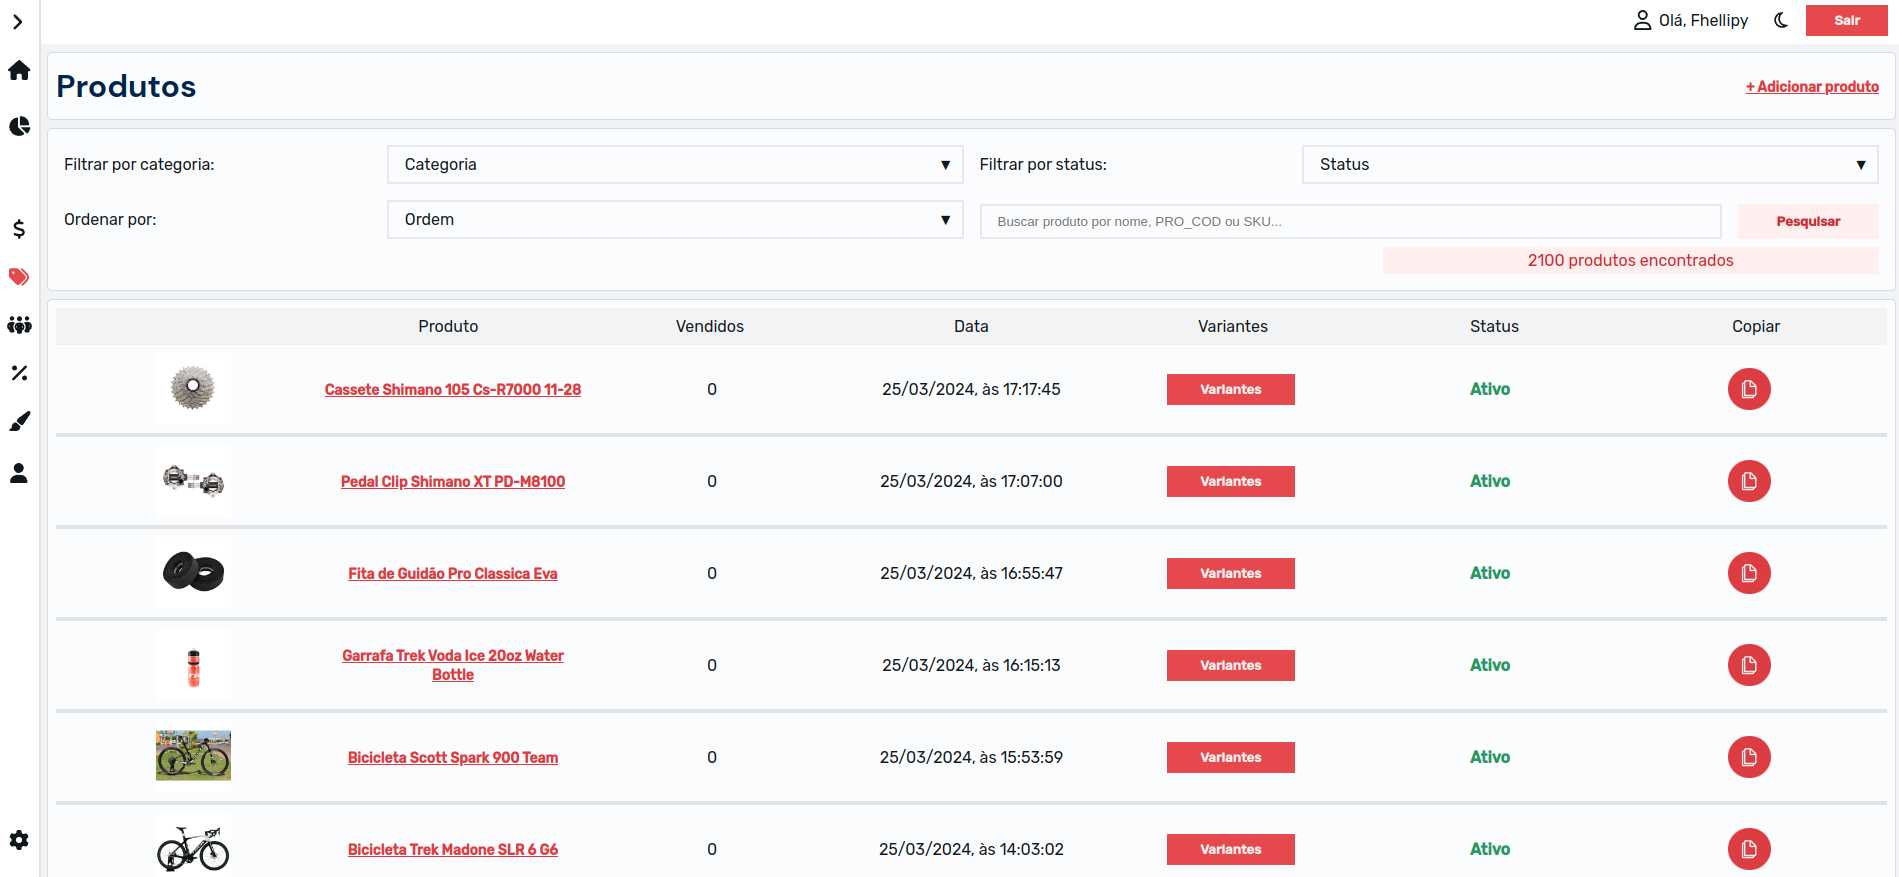 Olá, Fhellipy
Sair
Produtos
+ Adicionar produto
Filtrar por categoria:
Categoria
Filtrar por status:
Status
Ordenar por:
Ordem
Buscar produto por nome, PRO_COD ou SKU...
Pesquisar
2100 produtos encontrados
Produto Vendidos Data Variantes Status Copiar
Cassete Shimano 105 Cs-R7000 11-28 0 25/03/2024, às 17:17:45 Variantes Ativo
Pedal Clip Shimano XT PD-M8100 0 25/03/2024, às 17:07:00 Variantes Ativo
Fita de Guidão Pro Classica Eva 0 25/03/2024, às 16:55:47 Variantes Ativo
Garrafa Trek Voda Ice 20oz Water
Bottle 0 25/03/2024, às 16:15:13 Variantes Ativo
Bicicleta Scott Spark 900 Team 0 25/03/2024, às 15:53:59 Variantes Ativo
Bicicleta Trek Madone SLR 6 G6 0 25/03/2024, às 14:03:02 Variantes Ativo